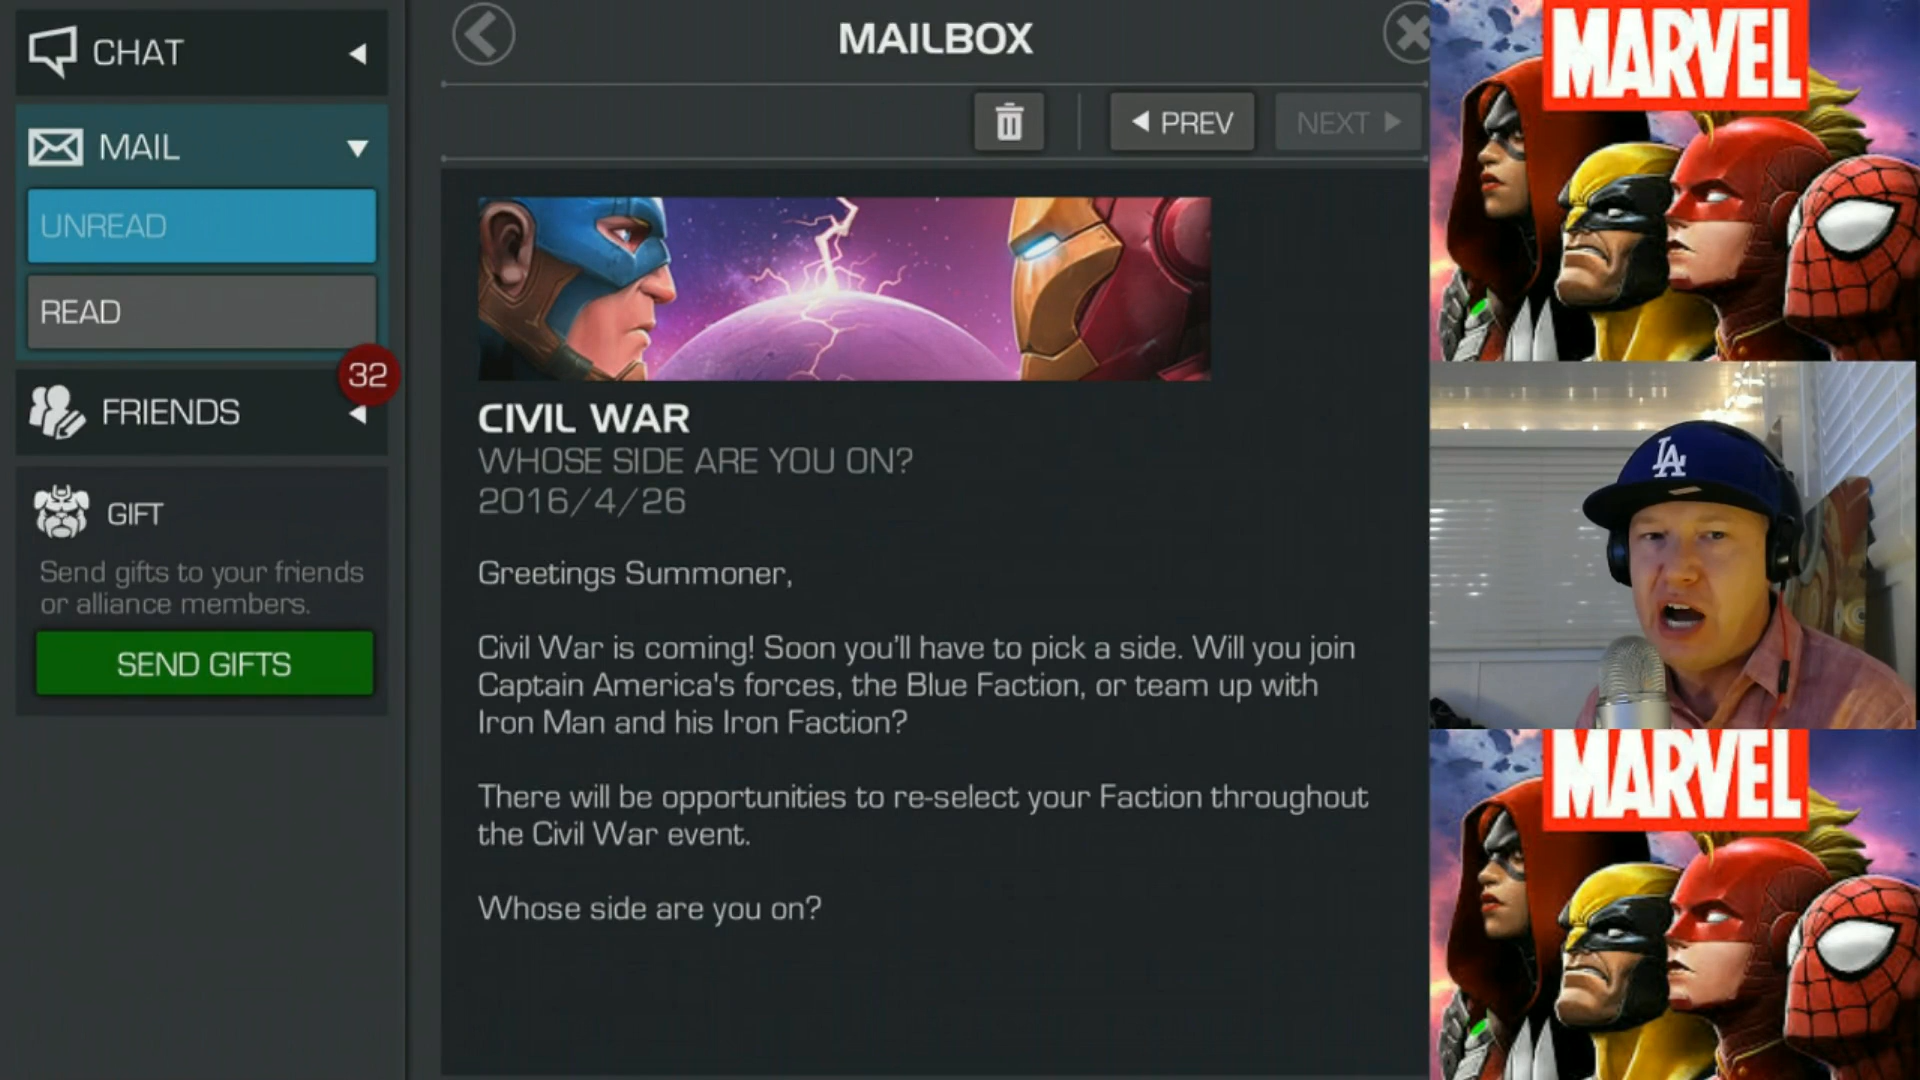 CHAT
MAIL
UNREAD
READ
32
FRIENDS
GIFT
Send gifts to your friends
or alliance members.
SEND GIFTS
MAILBOX
PREV
NEXT
CIVIL WAR
WHOSE SIDE ARE YOU ON?
2016/4/26
Greetings Summoner,
Civil War is coming! Soon you'll have to pick a side. Will you join
Captain America's forces, the Blue Faction, or team up with
Iron Man and his Iron Faction?
There will be opportunities to re-select your Faction throughout
the Civil War event.
Whose side are you on?
MARVEL
LA
MARVEL